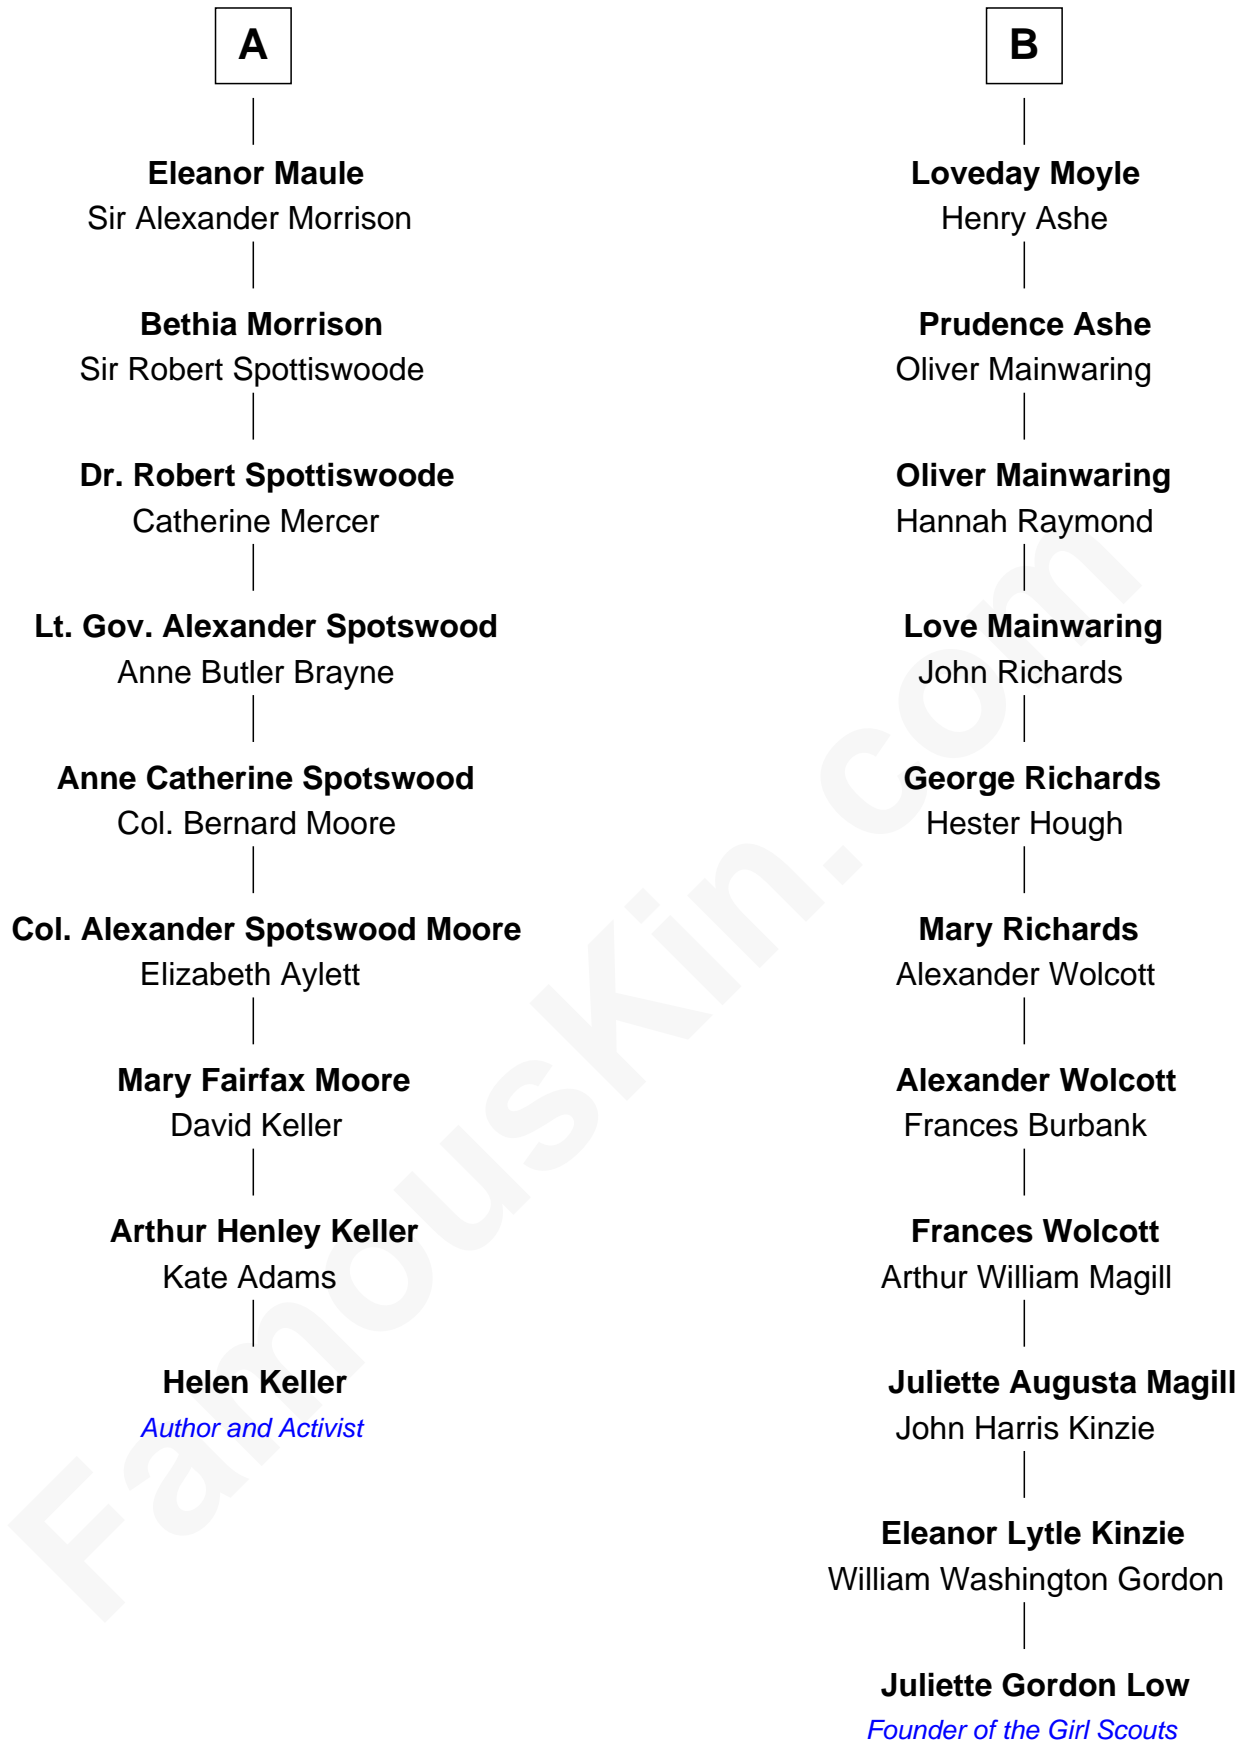 A
Eleanor Maule
Sir Alexander Morrison
Bethia Morrison
Sir Robert Spottiswoode
Dr. Robert Spottiswoode
Catherine Mercer
Lt. Gov. Alexander Spotswood
Anne Butler Brayne
Anne Catherine Spotswood
Col. Bernard Moore
Col. Alexander Spotswood Moore
Elizabeth Aylett
Mary Fairfax Moore
David Keller
Arthur Henley Keller
Kate Adams
Helen Keller
Author and Activist
B
Loveday Moyle
Henry Ashe
Prudence Ashe
Oliver Mainwaring
Oliver Mainwaring
Hannah Raymond
Love Mainwaring
John Richards
George Richards
Hester Hough
Mary Richards
Alexander Wolcott
Alexander Wolcott
Frances Burbank
Frances Wolcott
Arthur William Magill
Juliette Augusta Magill
John Harris Kinzie
Eleanor Lytle Kinzie
William Washington Gordon
Juliette Gordon Low
Founder of the Girl Scouts
FamousKin.com